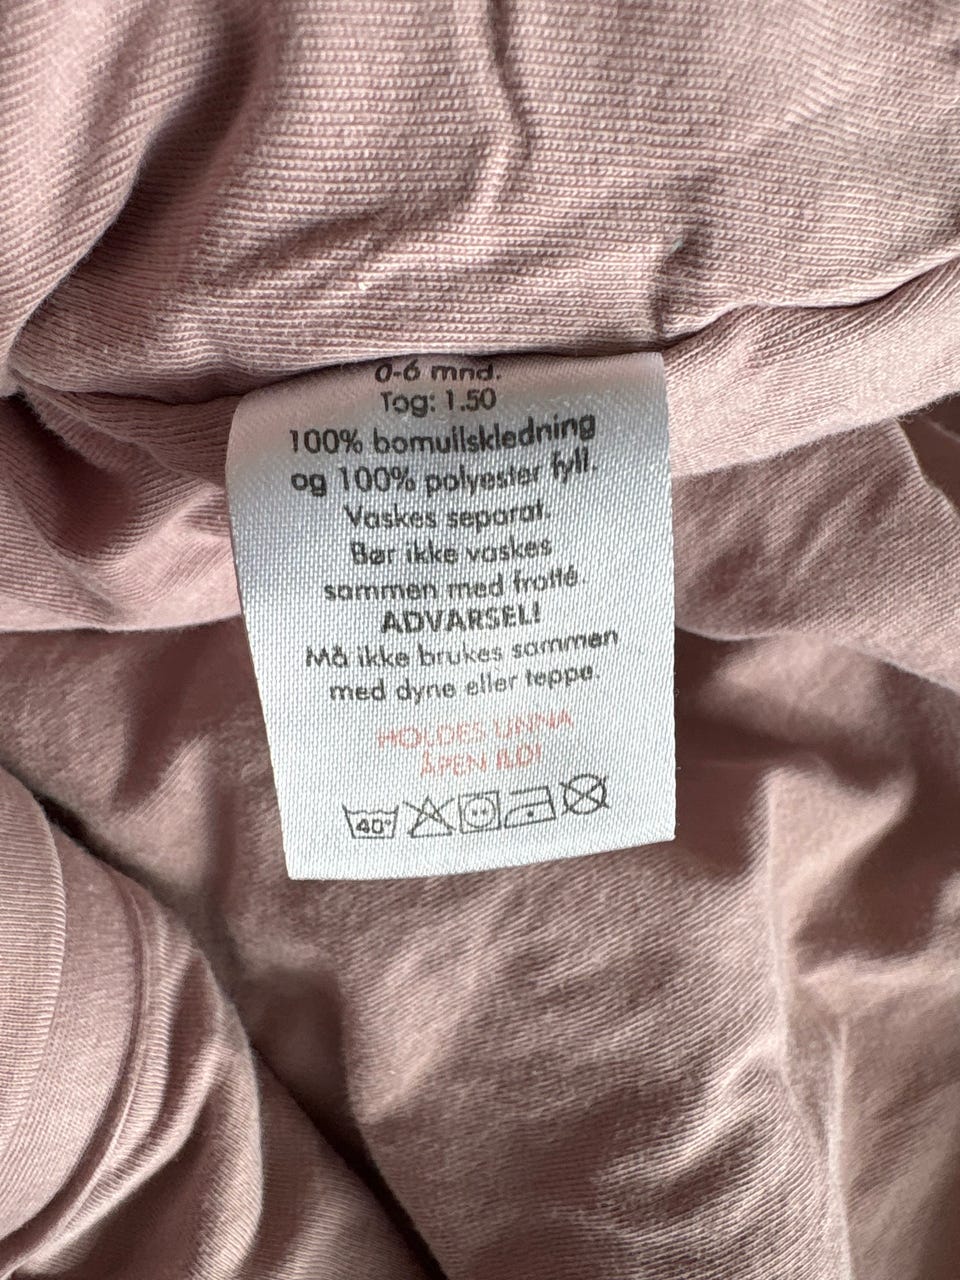 0-6 mnd.
Tog: 1.50
100% bomullskledning
og 100% polyester fyll.
Vaskes separat.
Bør ikke vaskes
sammen med frotté.
ADVARSEL!
Må ikke brukes sammen
med dyne eller teppe.
HOLDES UNNA
ÅPEN ILD!
40°